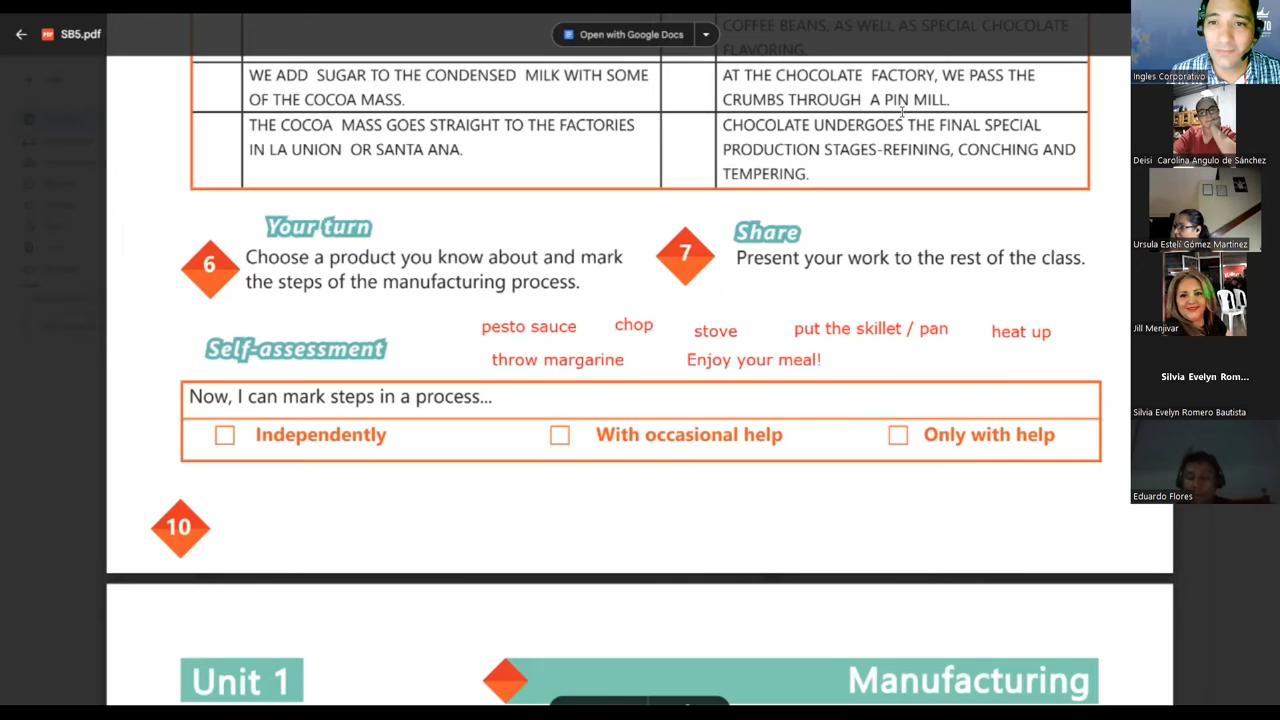 SB5.pdf
Open with Google Docs
COFFEE BEANS, AS WELL AS SPECIAL CHOCOLATE
FLAVORING.
WE ADD SUGAR TO THE CONDENSED MILK WITH SOME
OF THE COCOA MASS.
AT THE CHOCOLATE FACTORY, WE PASS THE
CRUMBS THROUGH A PIN MILL.
THE COCOA MASS GOES STRAIGHT TO THE FACTORIES
IN LA UNION OR SANTA ANA.
CHOCOLATE UNDERGOES THE FINAL SPECIAL
PRODUCTION STAGES-REFINING, CONCHING AND
TEMPERING.
Your turn
6
Choose a product you know about and mark
the steps of the manufacturing process.
Share
7
Present your work to the rest of the class.
pesto sauce
chop
stove
put the skillet / pan
heat up
throw margarine
Enjoy your meal!
Self-assessment
Now, I can mark steps in a process...
Independently
With occasional help
Only with help
10
Unit 1
Manufacturing
Ingles Corporativo
Deisi Carolina Angulo de Sánchez
Ursula Estelí Gómez Martinez
Jill Menjivar
Silvia Evelyn Rom...
Silvia Evelyn Romero Bautista
Eduardo Flores